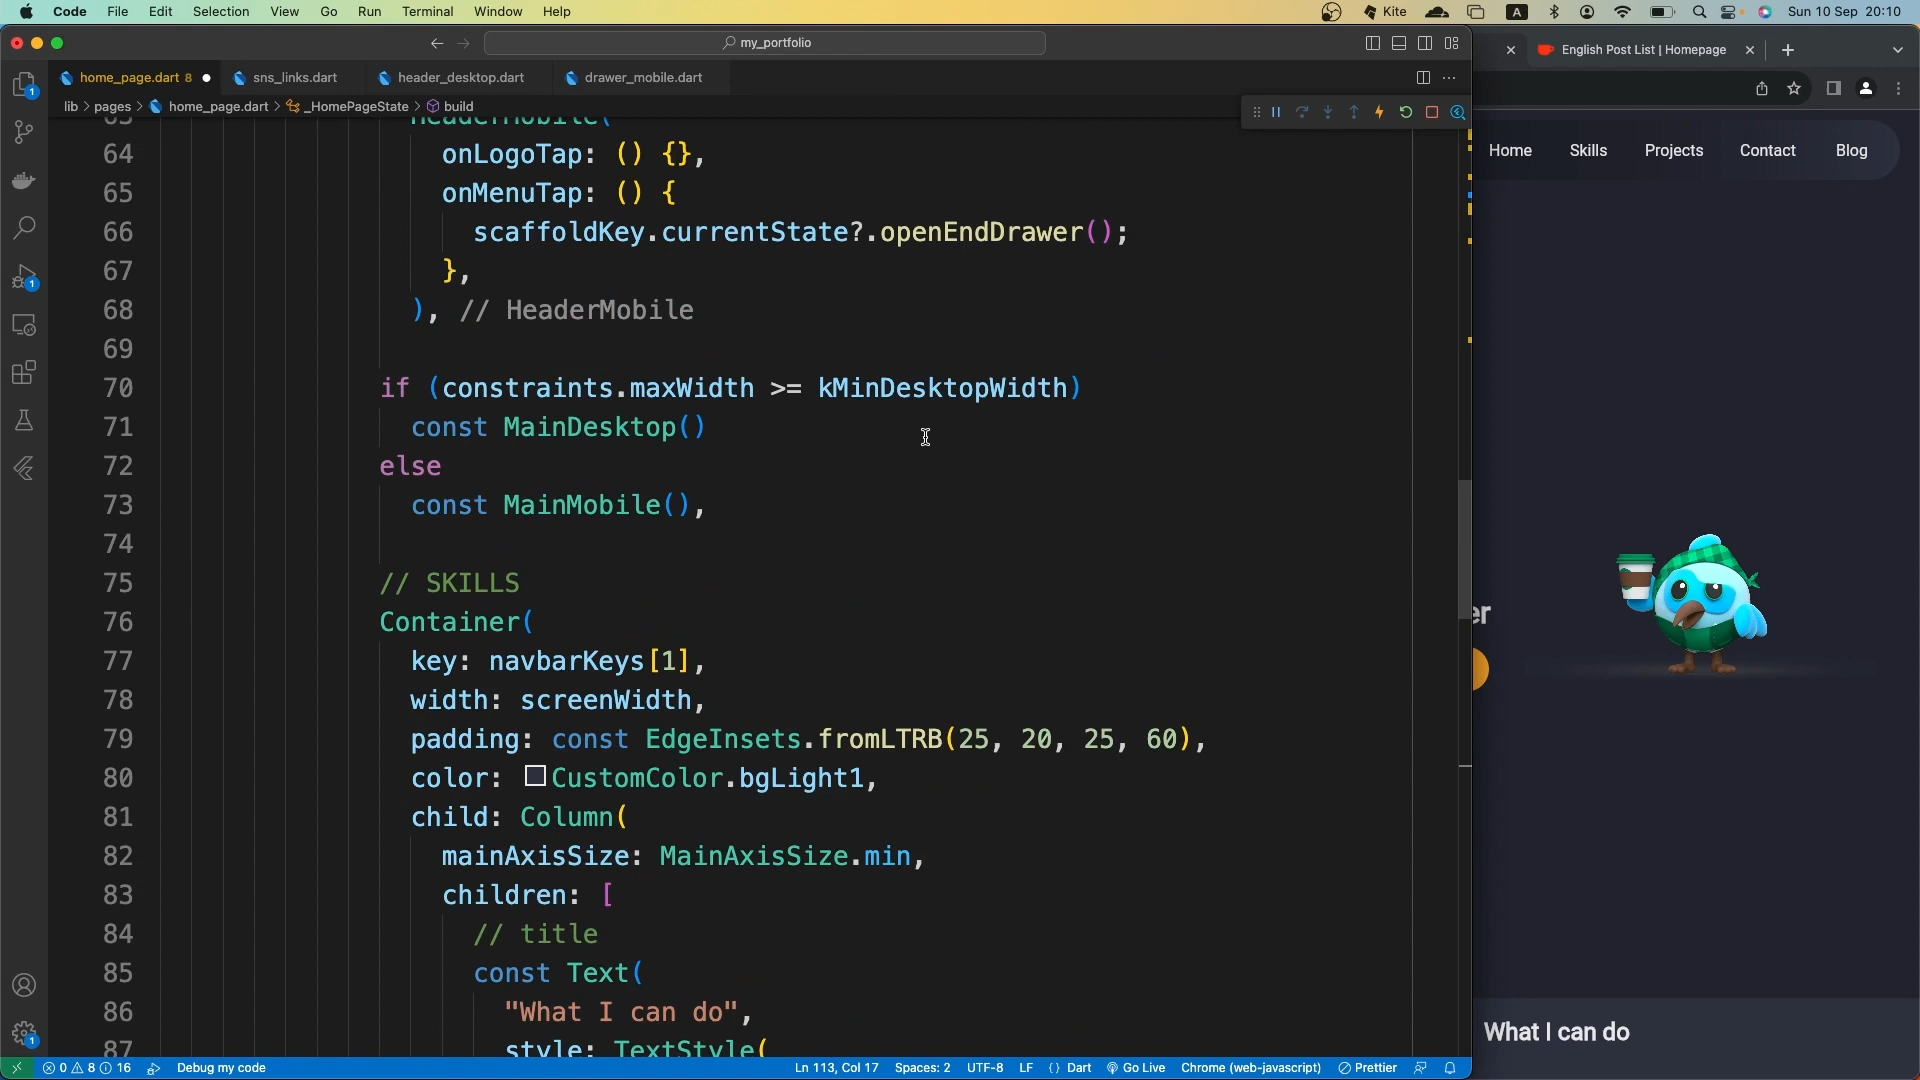 Code File Edit Selection View Go Run Terminal Window Help Kite A Sun 10 Sep 20:10
my_portfolio
English Post List | Homepage
home_page.dart 8 sns_links.dart header_desktop.dart drawer_mobile.dart
lib > pages > home_page.dart > _HomePageState > build
HeaderMobile(
64 onLogoTap: () {},
65 onMenuTap: () {
66 scaffoldKey.currentState?.openEndDrawer();
67 },
68 ), // HeaderMobile
69
70 if (constraints.maxWidth >= kMinDesktopWidth)
71 const MainDesktop()
72 else
73 const MainMobile(),
74
75 // SKILLS
76 Container(
77 key: navbarKeys[1],
78 width: screenWidth,
79 padding: const EdgeInsets.fromLTRB(25, 20, 25, 60),
80 color: CustomColor.bgLight1,
81 child: Column(
82 mainAxisSize: MainAxisSize.min,
83 children: [
84 // title
85 const Text(
86 "What I can do",
87 style: TextStyle(
Home Skills Projects Contact Blog
er
What I can do
0 8 16 Debug my code Ln 113, Col 17 Spaces: 2 UTF-8 LF {} Dart Go Live Chrome (web-javascript) Prettier